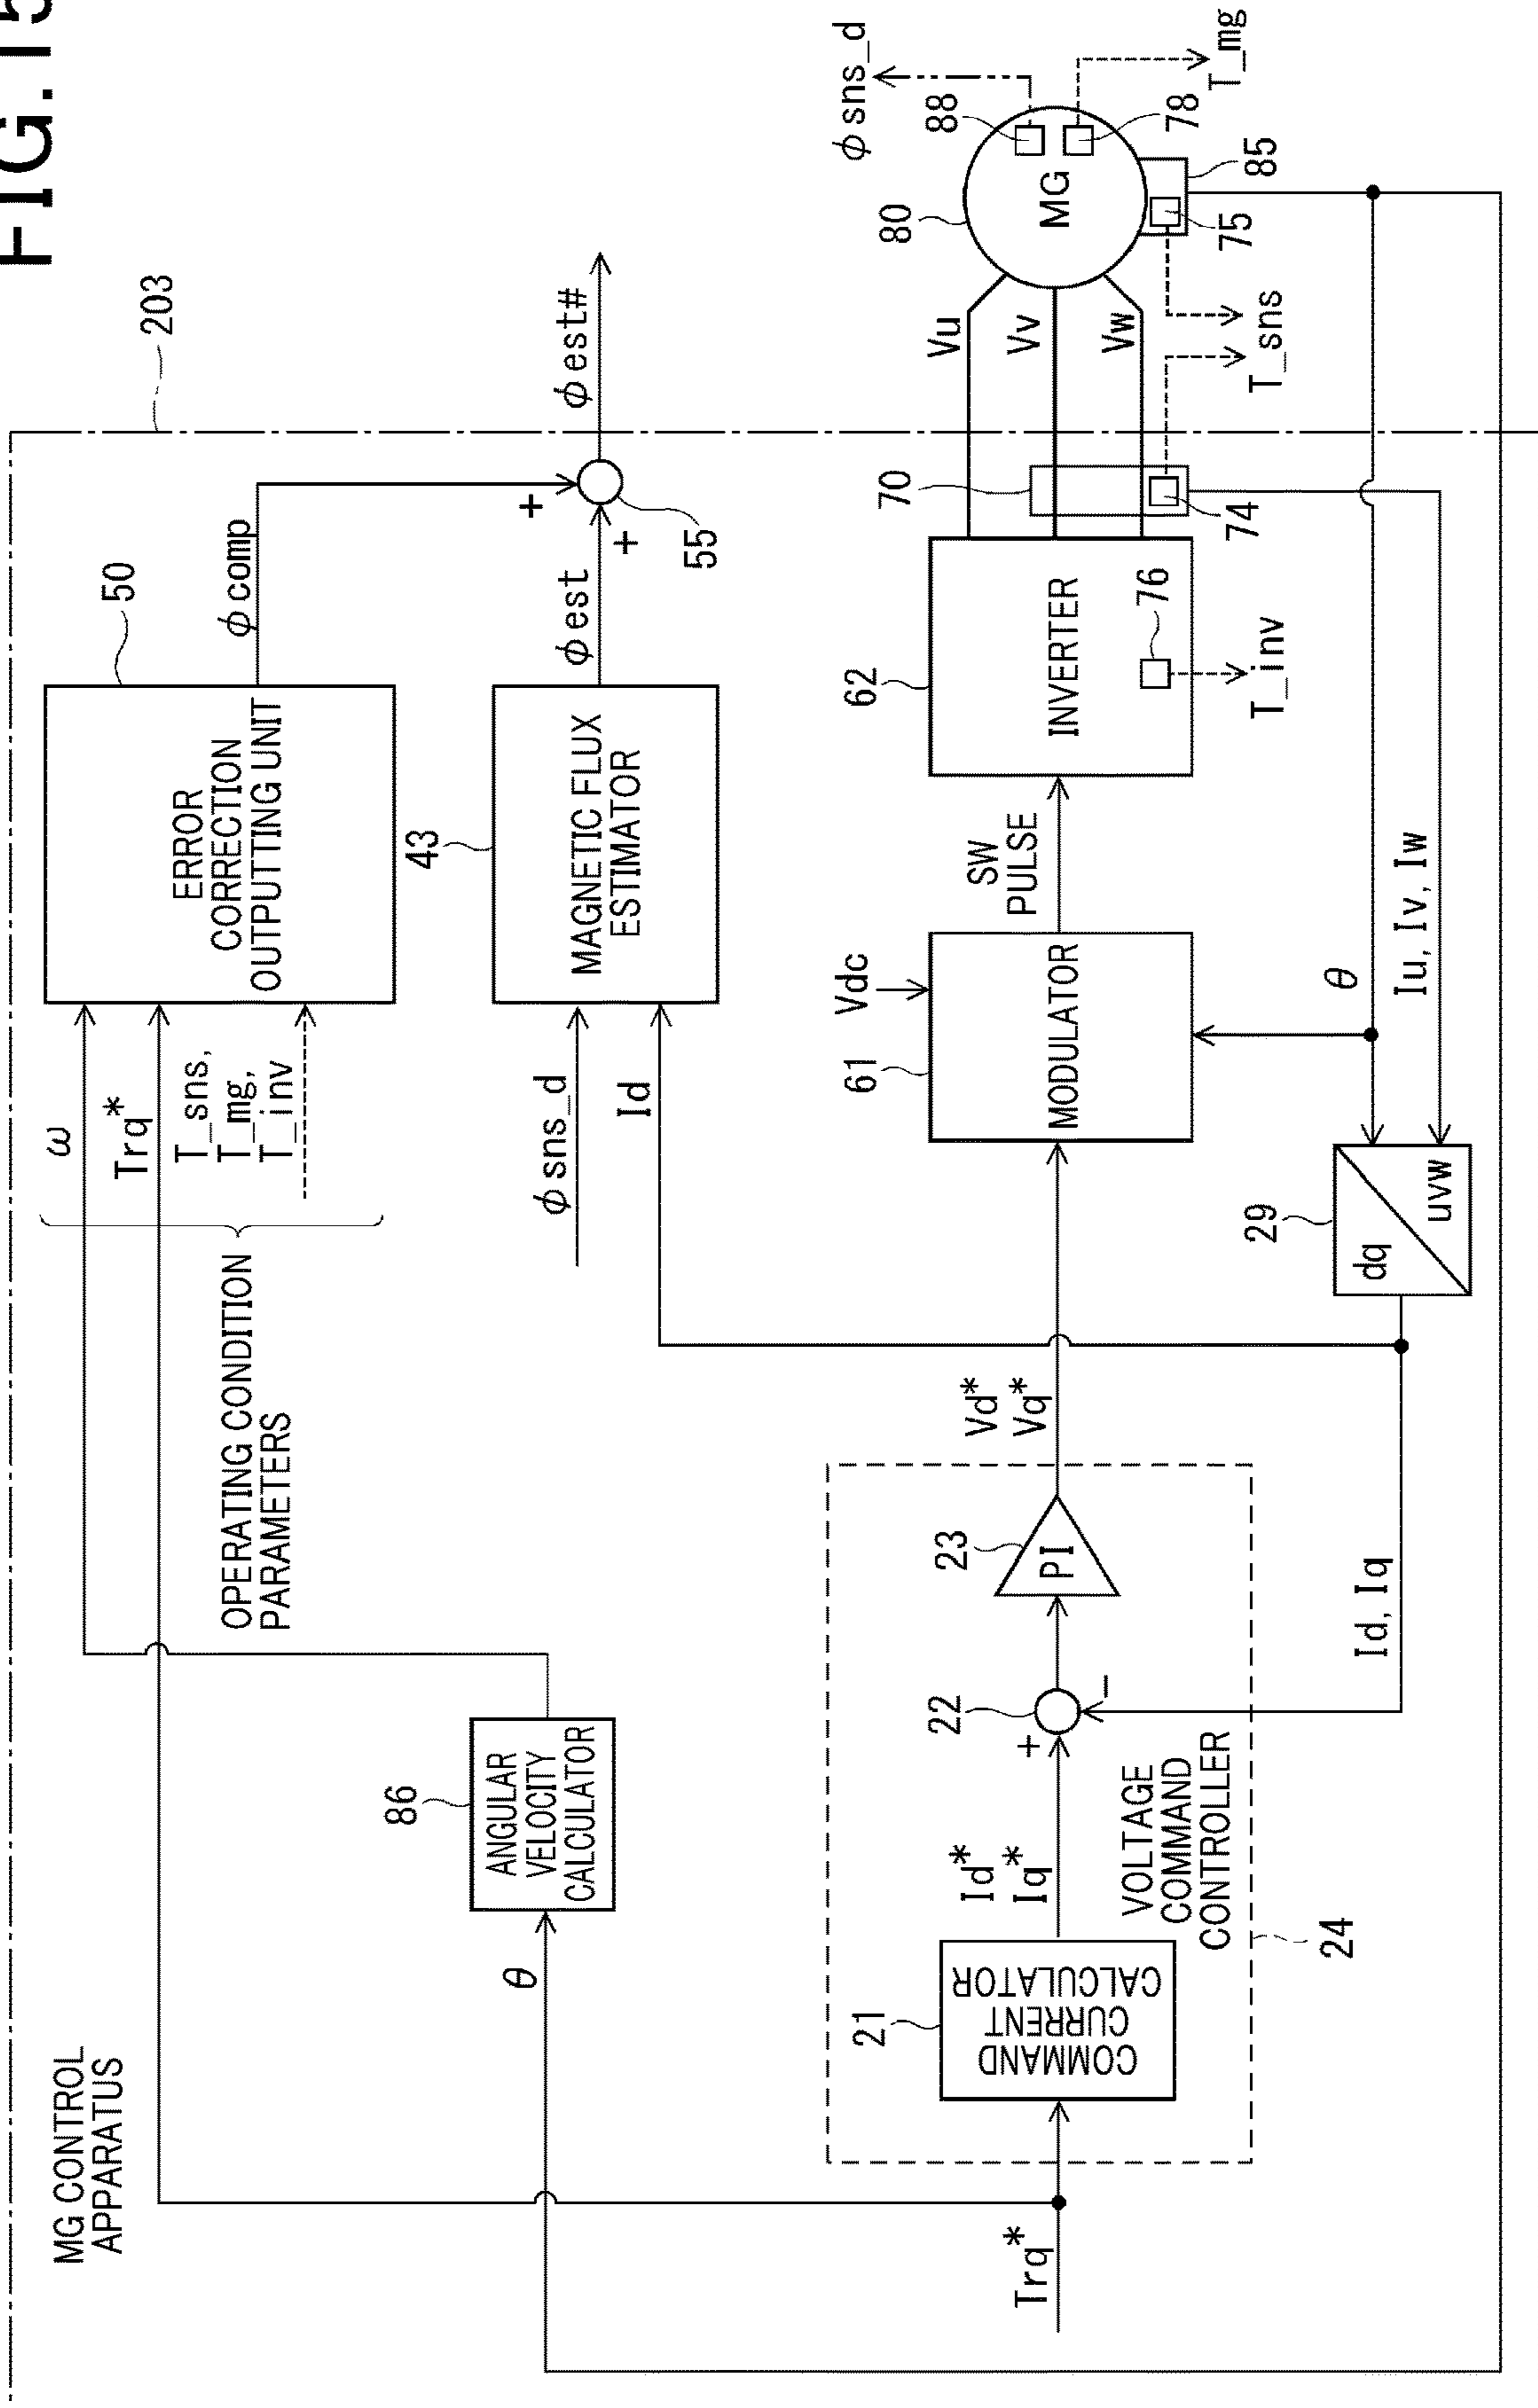 FIG. 15
MG CONTROL
APPARATUS
203
ω
Trq*
T_sns,
T_mg,
T_inv
OPERATING CONDITION
PARAMETERS
50
ERROR
CORRECTION
OUTPUTTING UNIT
φcomp
+
+
55
φest#
φsns_d
Id
43
MAGNETIC FLUX
ESTIMATOR
φest
θ
86
ANGULAR
VELOCITY
CALCULATOR
Trq*
21
COMMAND
CURRENT
CALCULATOR
Id*
Iq*
22
+
−
23
PI
VOLTAGE
COMMAND
CONTROLLER
24
Vd*
Vq*
Vdc
61
MODULATOR
SW
PULSE
62
INVERTER
76
T_inv
70
74
Vu
Vv
Vw
T_sns
80
MG
88
78
φsns_d
T_mg
85
75
θ
Iu, Iv, Iw
29
dq
uvw
Id, Iq